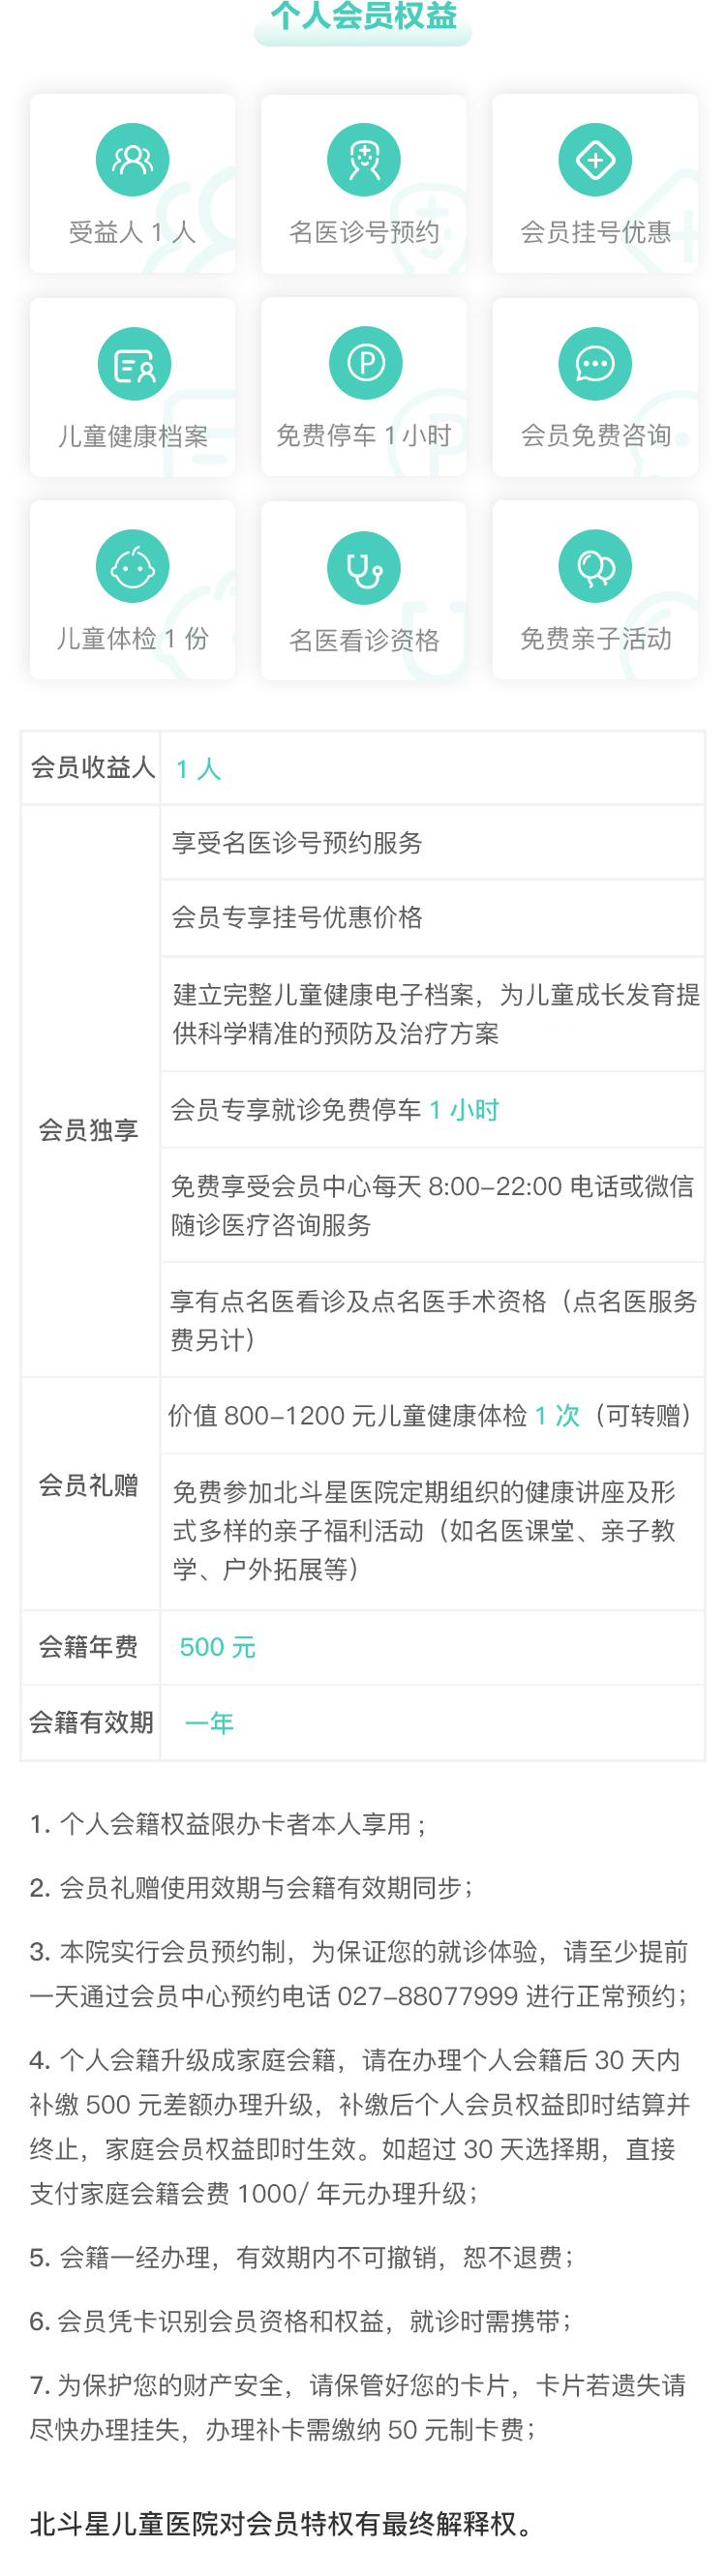 个人会员权益
受益人 1 人
名医诊号预约
会员挂号优惠
儿童健康档案
P
免费停车 1 小时
会员免费咨询
儿童体检 1 份
名医看诊资格
免费亲子活动
会员收益人
1 人
会员独享
享受名医诊号预约服务
会员专享挂号优惠价格
建立完整儿童健康电子档案，为儿童成长发育提
供科学精准的预防及治疗方案
会员专享就诊免费停车 1 小时
免费享受会员中心每天 8:00-22:00 电话或微信
随诊医疗咨询服务
享有点名医看诊及点名医手术资格（点名医服务
费另计）
会员礼赠
价值 800-1200 元儿童健康体检 1 次（可转赠）
免费参加北斗星医院定期组织的健康讲座及形
式多样的亲子福利活动（如名医课堂、亲子教
学、户外拓展等）
会籍年费
500 元
会籍有效期
一年
1. 个人会籍权益限办卡者本人享用；
2. 会员礼赠使用效期与会籍有效期同步；
3. 本院实行会员预约制，为保证您的就诊体验，请至少提前
一天通过会员中心预约电话 027-88077999 进行正常预约；
4. 个人会籍升级成家庭会籍，请在办理个人会籍后 30 天内
补缴 500 元差额办理升级，补缴后个人会员权益即时结算并
终止，家庭会员权益即时生效。如超过 30 天选择期，直接
支付家庭会籍会费 1000/ 年元办理升级；
5. 会籍一经办理，有效期内不可撤销，恕不退费；
6. 会员凭卡识别会员资格和权益，就诊时需携带；
7. 为保护您的财产安全，请保管好您的卡片，卡片若遗失请
尽快办理挂失，办理补卡需缴纳 50 元制卡费；
北斗星儿童医院对会员特权有最终解释权。